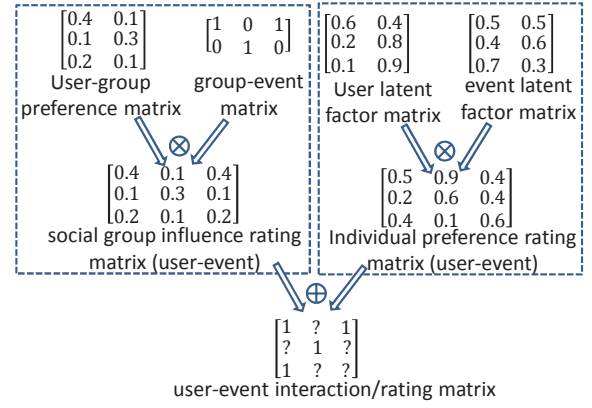 [0.4 0.1
0.1 0.3
0.2 0.1]
User-group
preference matrix
[1 0 1
0 1 0]
group-event
matrix
⊗
[0.4 0.1 0.4
0.1 0.3 0.1
0.2 0.1 0.2]
social group influence rating
matrix (user-event)
[0.6 0.4
0.2 0.8
0.1 0.9]
User latent
factor matrix
[0.5 0.5
0.4 0.6
0.7 0.3]
event latent
factor matrix
⊗
[0.5 0.9 0.4
0.2 0.6 0.4
0.4 0.1 0.6]
Individual preference rating
matrix (user-event)
⊕
[1 ? 1
? 1 ?
1 ? ?]
user-event interaction/rating matrix